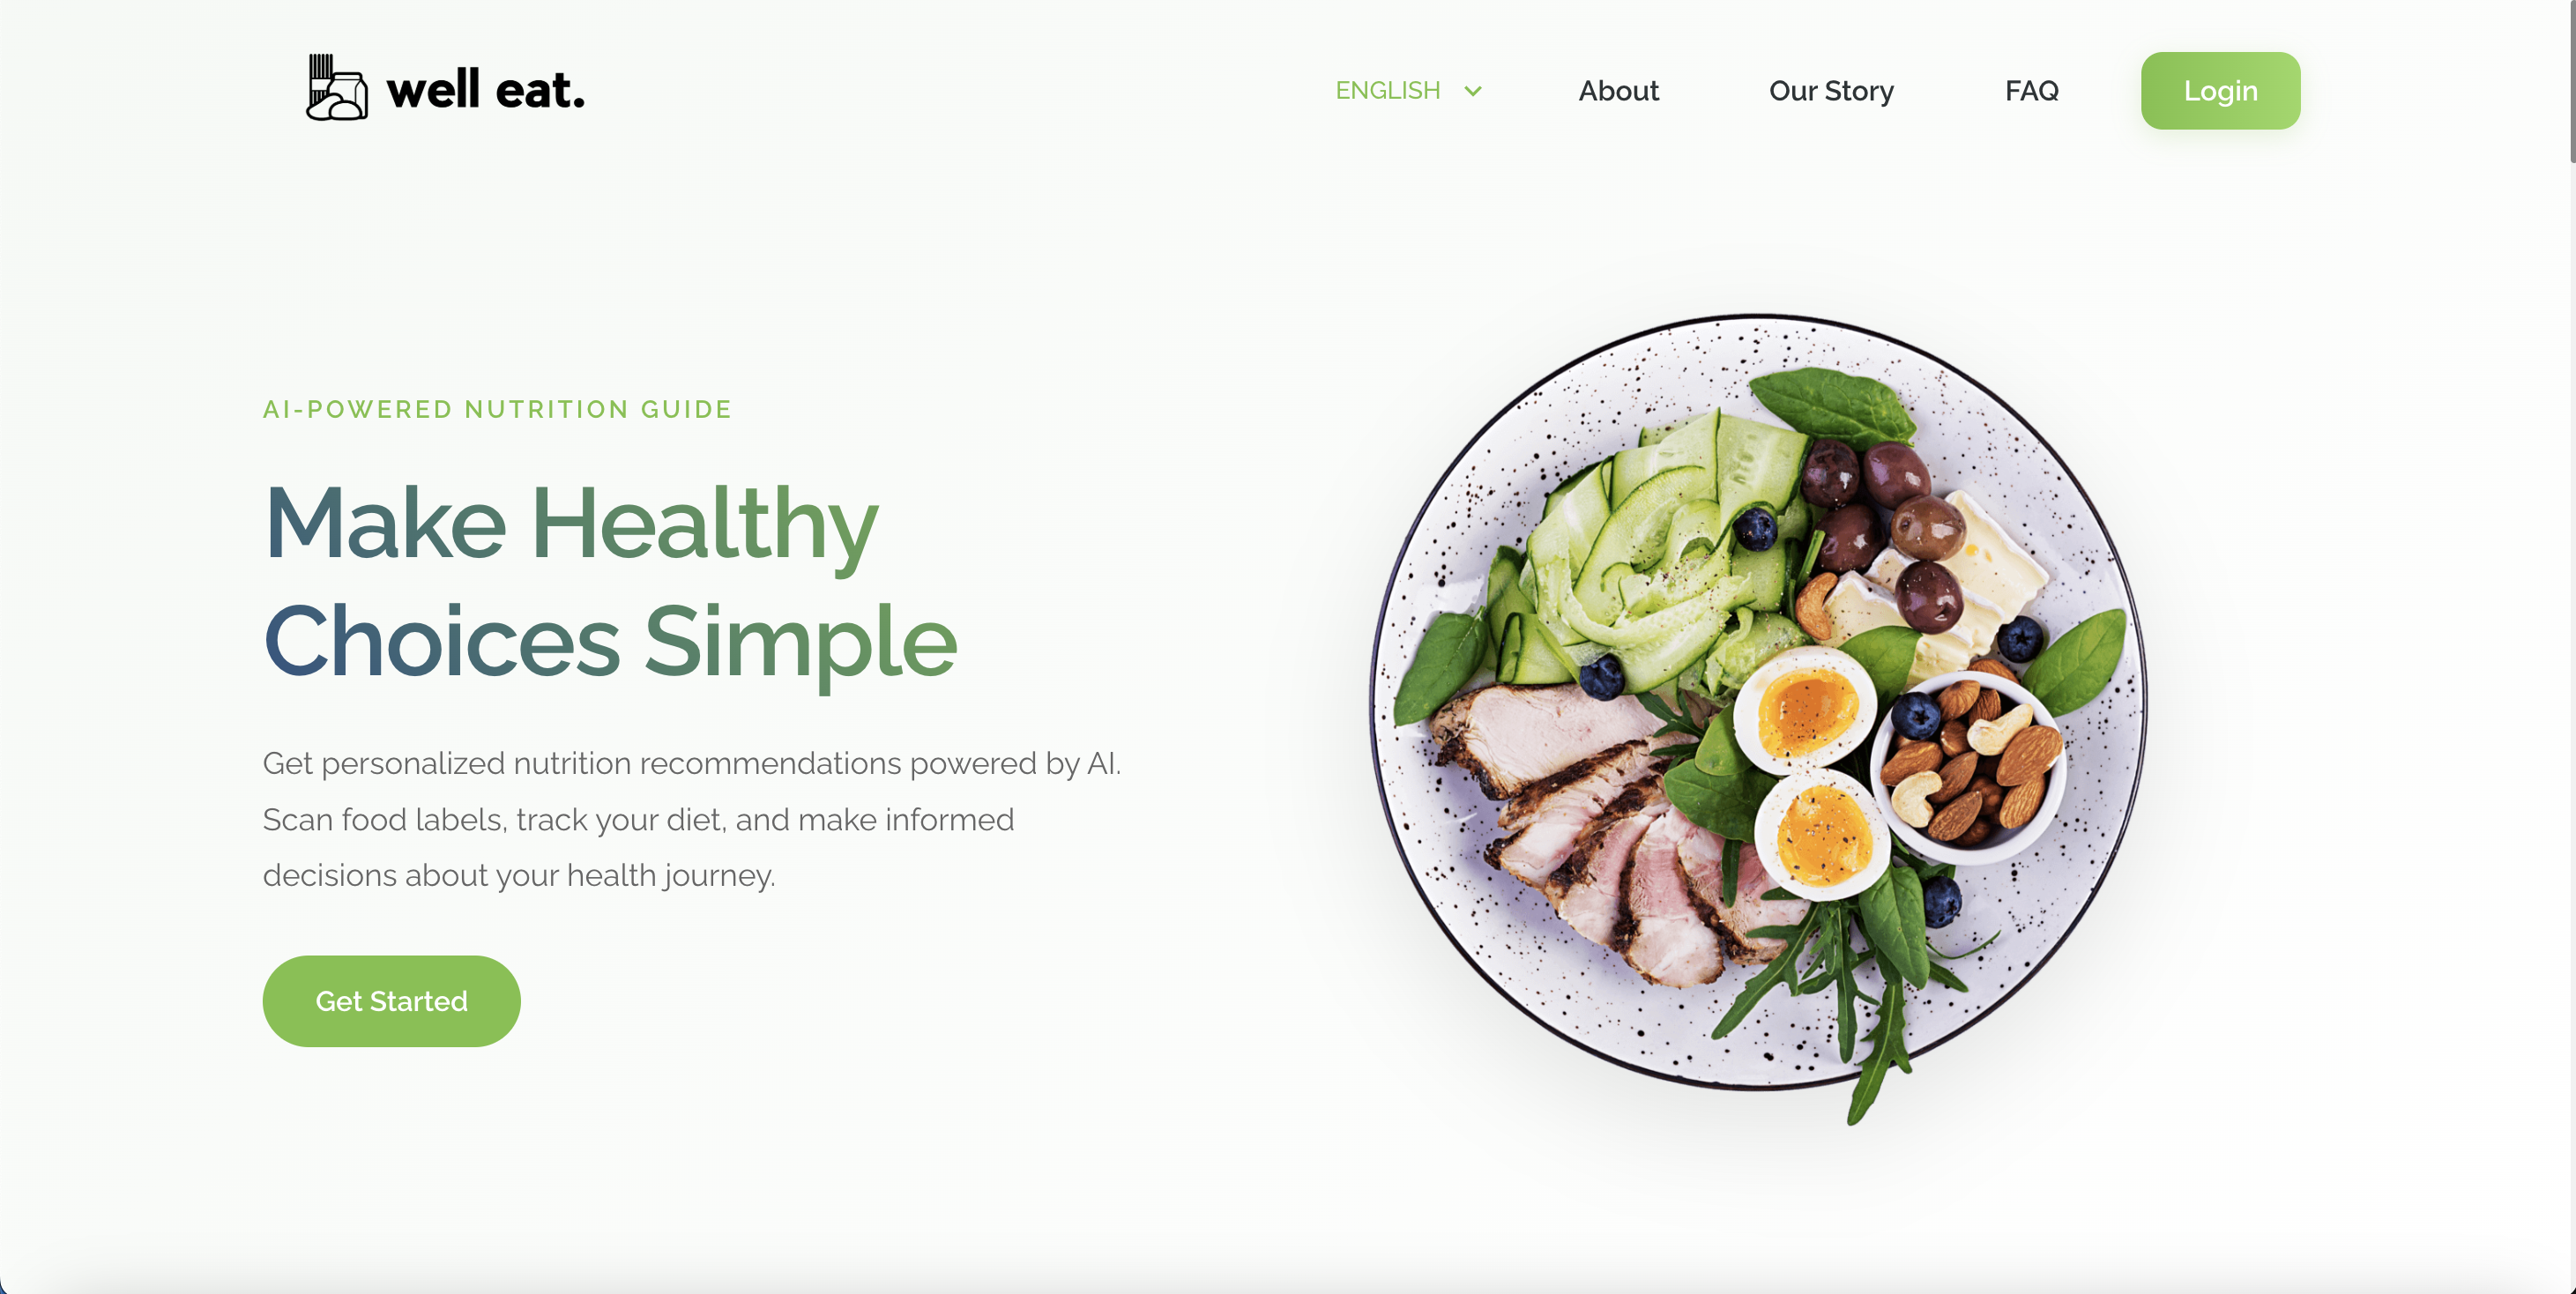 well eat.
ENGLISH
About
Our Story
FAQ
Login
AI-POWERED NUTRITION GUIDE
Make Healthy
Choices Simple
Get personalized nutrition recommendations powered by AI.
Scan food labels, track your diet, and make informed
decisions about your health journey.
Get Started